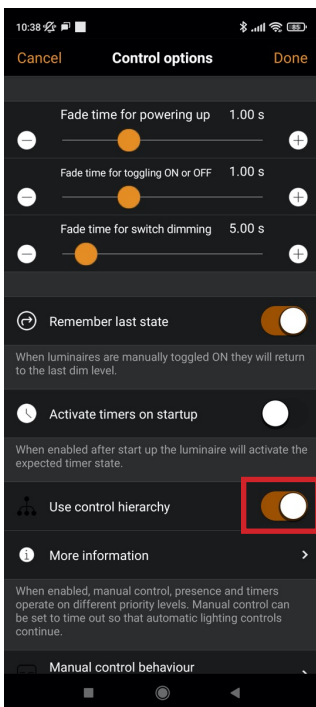 10:38
85
Cancel Control options Done
Fade time for powering up 1.00 s
Fade time for toggling ON or OFF 1.00 s
Fade time for switch dimming 5.00 s
Remember last state
When luminaires are manually toggled ON they will return
to the last dim level.
Activate timers on startup
When enabled after start up the luminaire will activate the
expected timer state.
Use control hierarchy
More information
When enabled, manual control, presence and timers
operate on different priority levels. Manual control can
be set to time out so that automatic lighting controls
continue.
Manual control behaviour